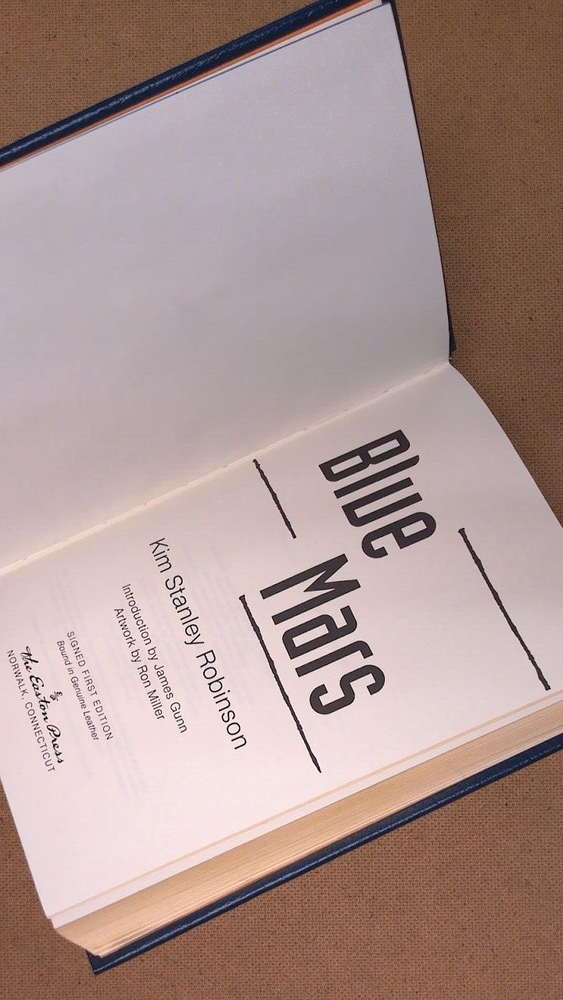 Blue
Mars
Kim Stanley Robinson
Introduction by James Gunn
Artwork by Ron Miller
SIGNED FIRST EDITION
Bound in Genuine Leather
The Easton Press
NORWALK, CONNECTICUT